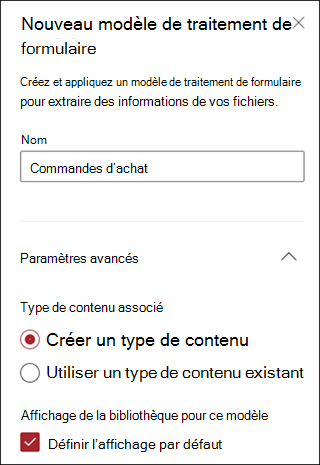 Nouveau modèle de traitement de
formulaire
Créez et appliquez un modèle de traitement de formulaire
pour extraire des informations de vos fichiers.
Nom
Commandes d'achat
Paramètres avancés
Type de contenu associé
Créer un type de contenu
Utiliser un type de contenu existant
Affichage de la bibliothèque pour ce modèle
Définir l'affichage par défaut